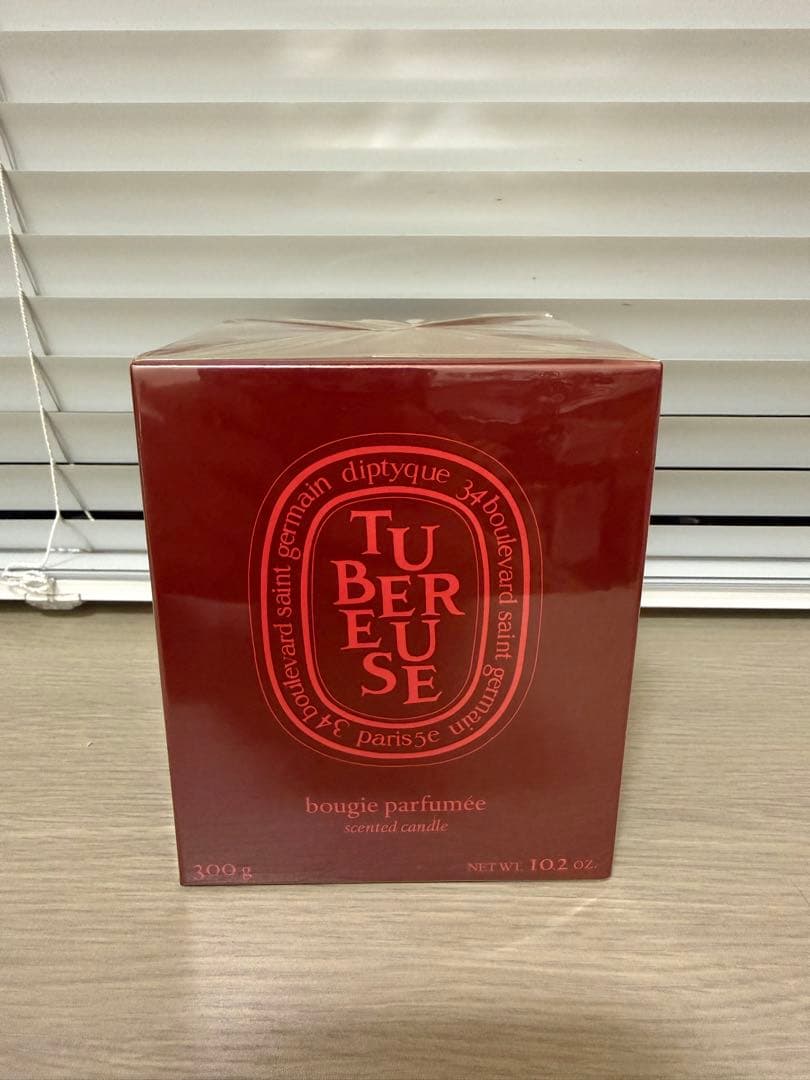 diptyque 34 boulevard saint germain paris 5e 34 boulevard saint germain
TU
BER
EU
SE
bougie parfumée
scented candle
300 g
NET WT. 10.2 OZ.